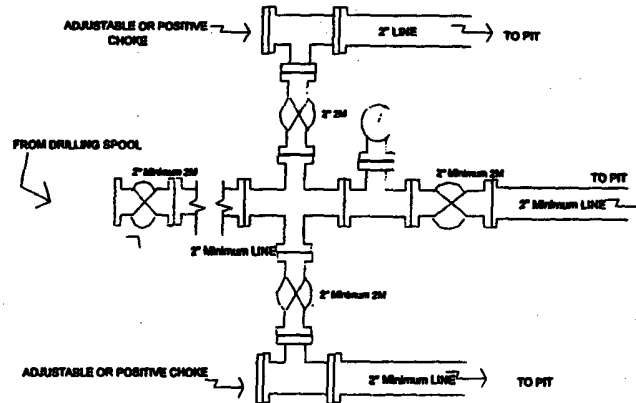 ADJUSTABLE OR POSITIVE
CHOKE
2" LINE
TO PIT
2" 2M
FROM DRILLING SPOOL
2" Minimum 2M
2" Minimum 2M
TO PIT
2" Minimum LINE
2" Minimum LINE
2" Minimum 2M
ADJUSTABLE OR POSITIVE CHOKE
2" Minimum LINE
TO PIT